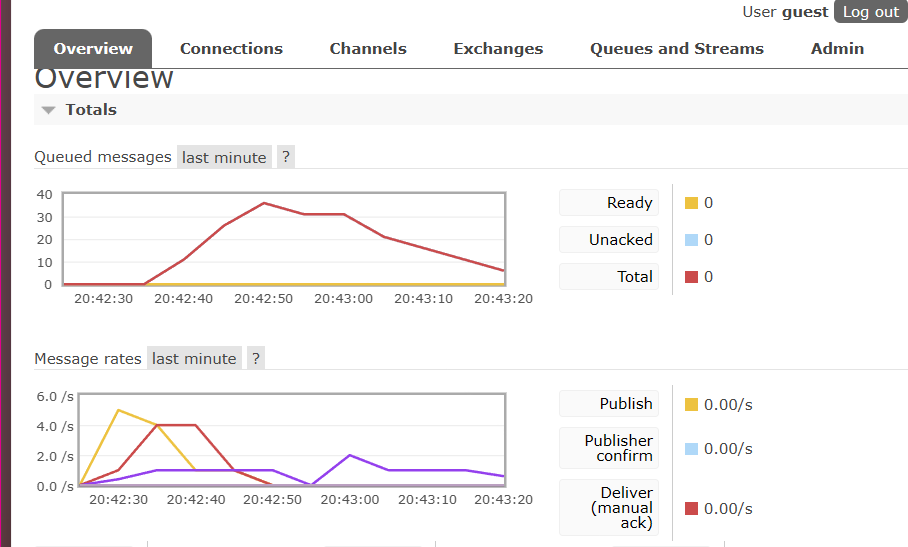 User guest Log out
Overview Connections Channels Exchanges Queues and Streams Admin
Overview
Totals
Queued messages last minute ?
40
30
20
10
0
20:42:30 20:42:40 20:42:50 20:43:00 20:43:10 20:43:20
Ready 0
Unacked 0
Total 0
Message rates last minute ?
6.0 /s
4.0 /s
2.0 /s
0.0 /s
20:42:30 20:42:40 20:42:50 20:43:00 20:43:10 20:43:20
Publish 0.00/s
Publisher
confirm 0.00/s
Deliver
(manual 0.00/s
ack)